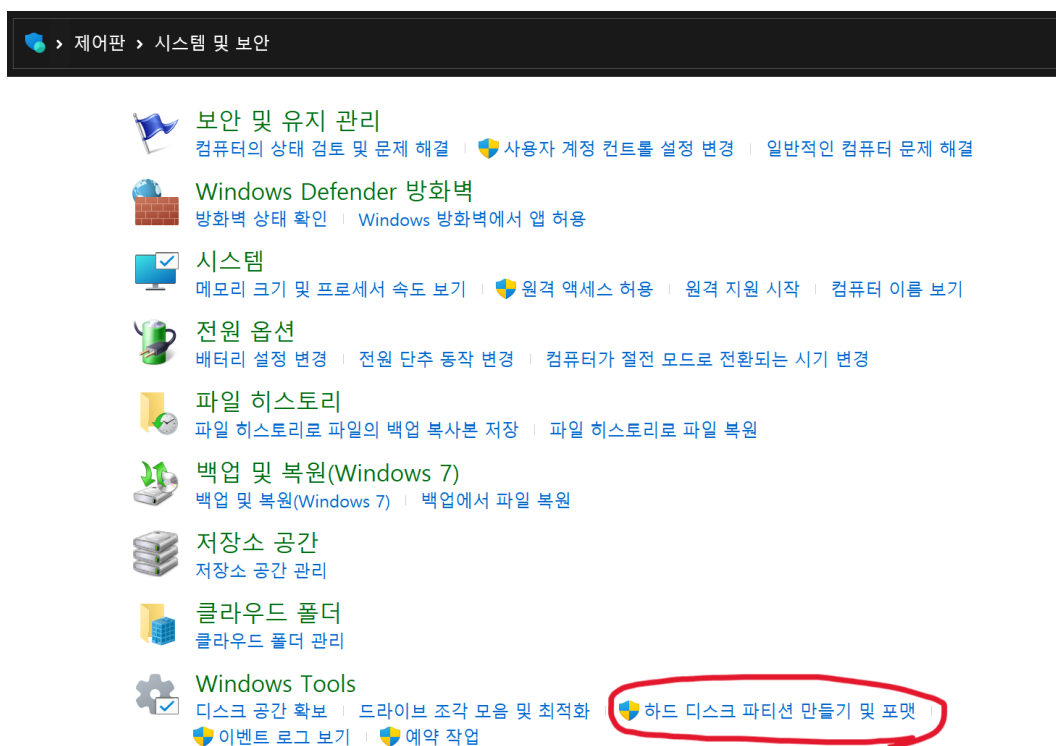 제어판 › 시스템 및 보안
보안 및 유지 관리
컴퓨터의 상태 검토 및 문제 해결 사용자 계정 컨트롤 설정 변경 일반적인 컴퓨터 문제 해결
Windows Defender 방화벽
방화벽 상태 확인 Windows 방화벽에서 앱 허용
시스템
메모리 크기 및 프로세서 속도 보기 원격 액세스 허용 원격 지원 시작 컴퓨터 이름 보기
전원 옵션
배터리 설정 변경 전원 단추 동작 변경 컴퓨터가 절전 모드로 전환되는 시기 변경
파일 히스토리
파일 히스토리로 파일의 백업 복사본 저장 파일 히스토리로 파일 복원
백업 및 복원(Windows 7)
백업 및 복원(Windows 7) 백업에서 파일 복원
저장소 공간
저장소 공간 관리
클라우드 폴더
클라우드 폴더 관리
Windows Tools
디스크 공간 확보 드라이브 조각 모음 및 최적화 하드 디스크 파티션 만들기 및 포맷
이벤트 로그 보기 예약 작업